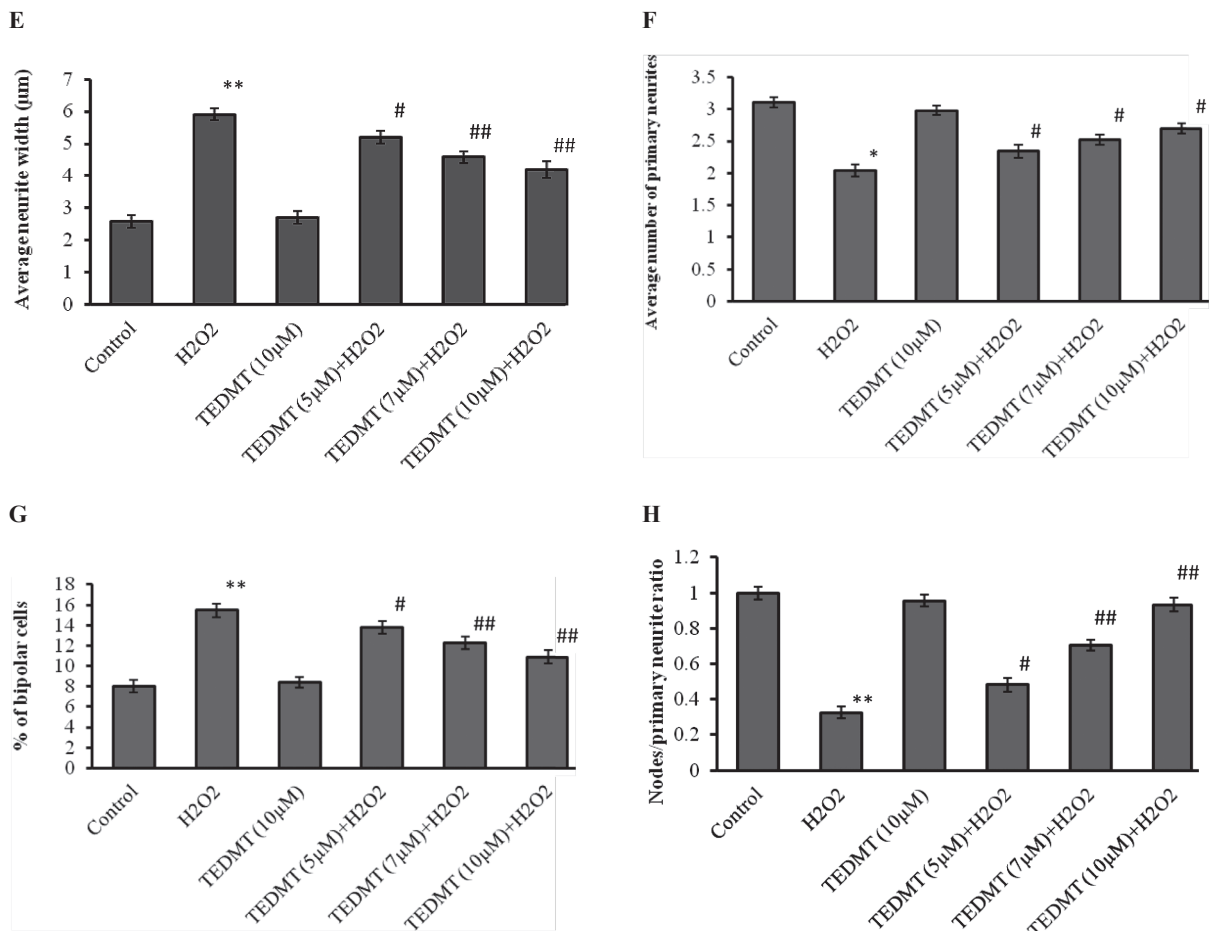 E
Average neurite width (µm)
7
6
5
4
3
2
1
0
**
#
##
##
Control
H2O2
TEDMT (10µM)
TEDMT (5µM)+H2O2
TEDMT (7µM)+H2O2
TEDMT (10µM)+H2O2
F
Average number of primary neurites
3.5
3
2.5
2
1.5
1
0.5
0
*
#
#
#
Control
H2O2
TEDMT (10µM)
TEDMT (5µM)+H2O2
TEDMT (7µM)+H2O2
TEDMT (10µM)+H2O2
G
% of bipolar cells
18
16
14
12
10
8
6
4
2
0
**
#
##
##
Control
H2O2
TEDMT (10µM)
TEDMT (5µM)+H2O2
TEDMT (7µM)+H2O2
TEDMT (10µM)+H2O2
H
Nodes/primary neurite ratio
1.2
1
0.8
0.6
0.4
0.2
0
**
#
##
##
Control
H2O2
TEDMT (10µM)
TEDMT (5µM)+H2O2
TEDMT (7µM)+H2O2
TEDMT (10µM)+H2O2